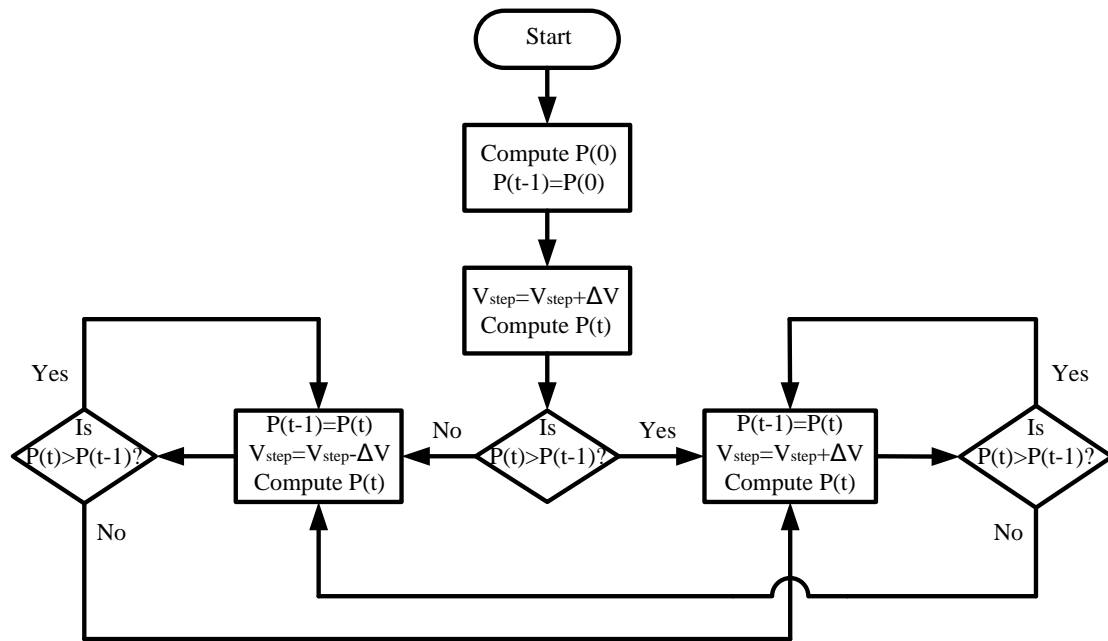 Start
Compute P(0)
P(t-1)=P(0)
Vstep=Vstep+ΔV
Compute P(t)
Yes
Is
P(t)>P(t-1)?
No
P(t-1)=P(t)
Vstep=Vstep-ΔV
Compute P(t)
No
Is
P(t)>P(t-1)?
Yes
P(t-1)=P(t)
Vstep=Vstep+ΔV
Compute P(t)
Yes
Is
P(t)>P(t-1)?
No